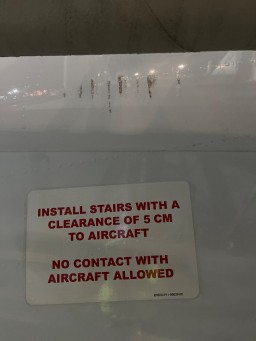 INSTALL STAIRS WITH A
CLEARANCE OF 5 CM
TO AIRCRAFT
NO CONTACT WITH
AIRCRAFT ALLOWED